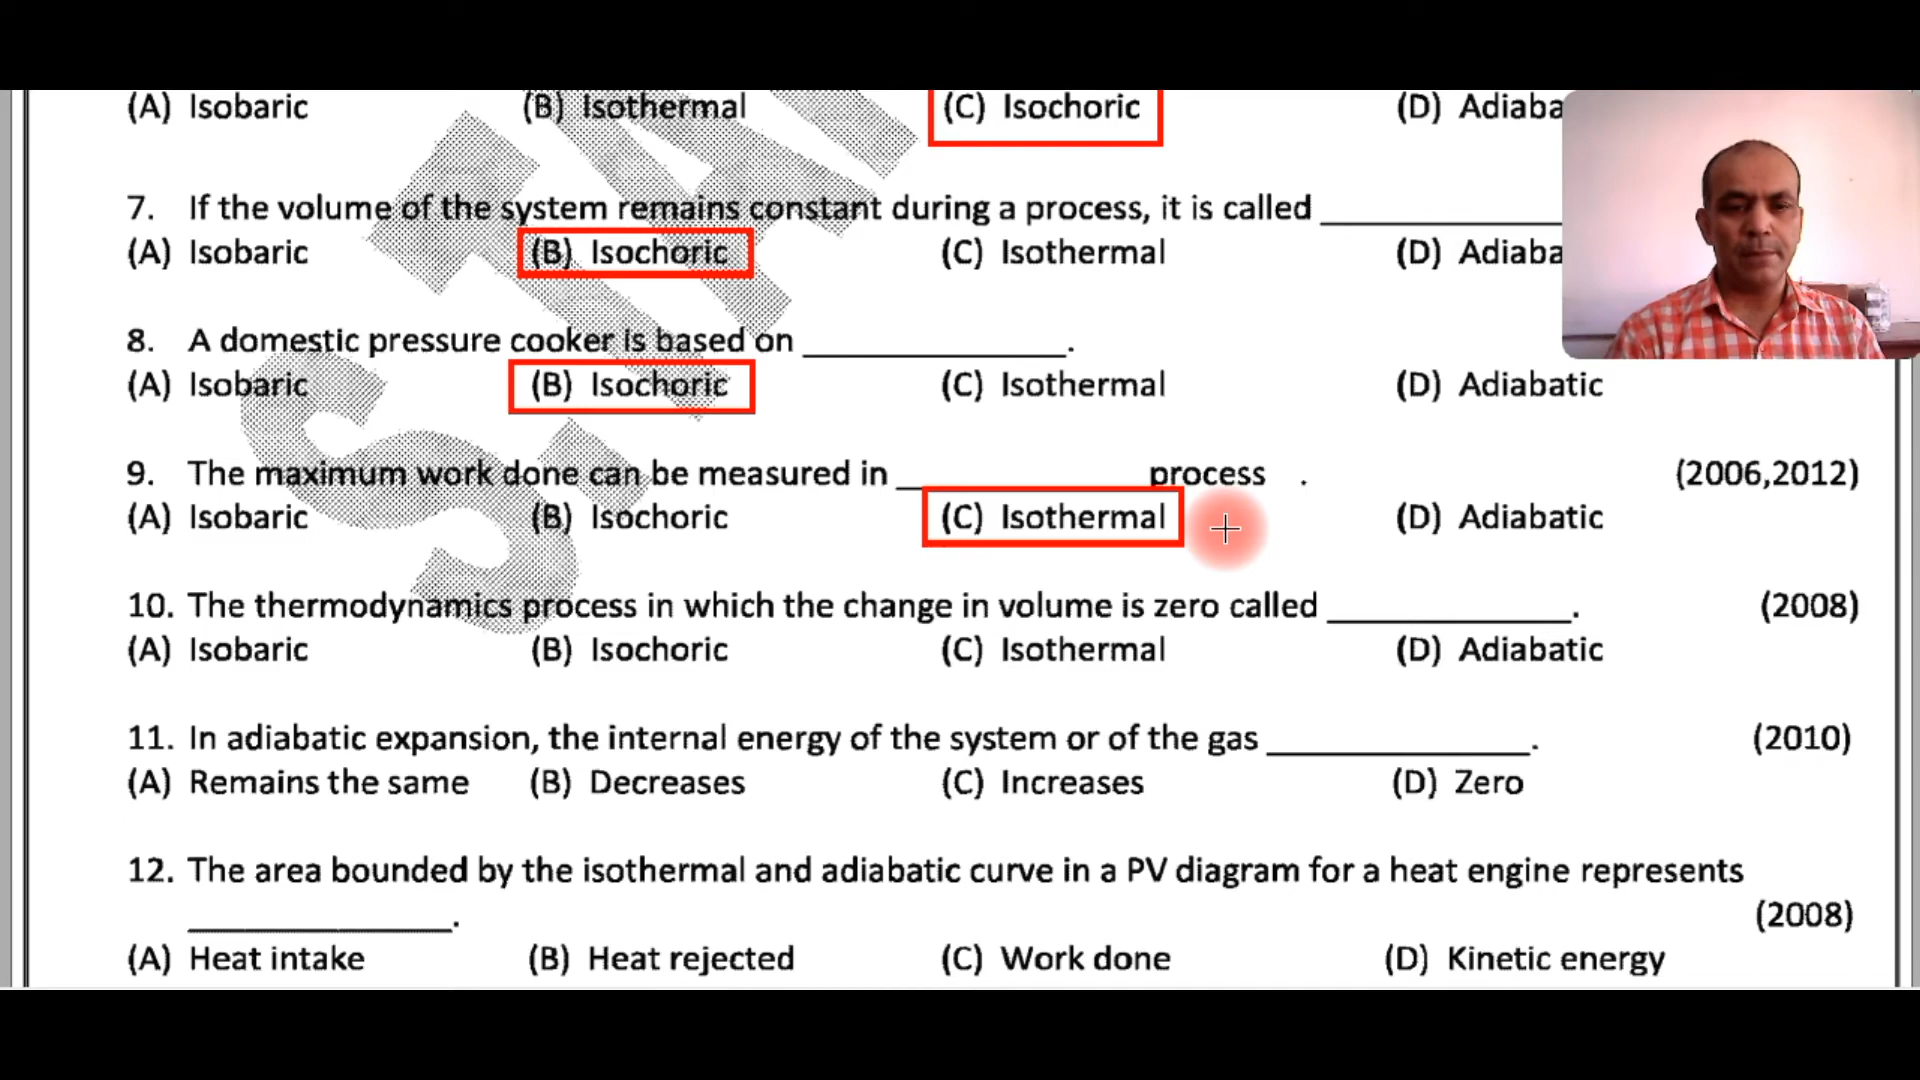 (A) Isobaric (B) Isothermal (C) Isochoric (D) Adiaba
7. If the volume of the system remains constant during a process, it is called ______________
(A) Isobaric (B) Isochoric (C) Isothermal (D) Adiaba
8. A domestic pressure cooker is based on ______________.
(A) Isobaric (B) Isochoric (C) Isothermal (D) Adiabatic
9. The maximum work done can be measured in ______________ process . (2006,2012)
(A) Isobaric (B) Isochoric (C) Isothermal (D) Adiabatic
10. The thermodynamics process in which the change in volume is zero called ______________. (2008)
(A) Isobaric (B) Isochoric (C) Isothermal (D) Adiabatic
11. In adiabatic expansion, the internal energy of the system or of the gas ______________. (2010)
(A) Remains the same (B) Decreases (C) Increases (D) Zero
12. The area bounded by the isothermal and adiabatic curve in a PV diagram for a heat engine represents
______________. (2008)
(A) Heat intake (B) Heat rejected (C) Work done (D) Kinetic energy